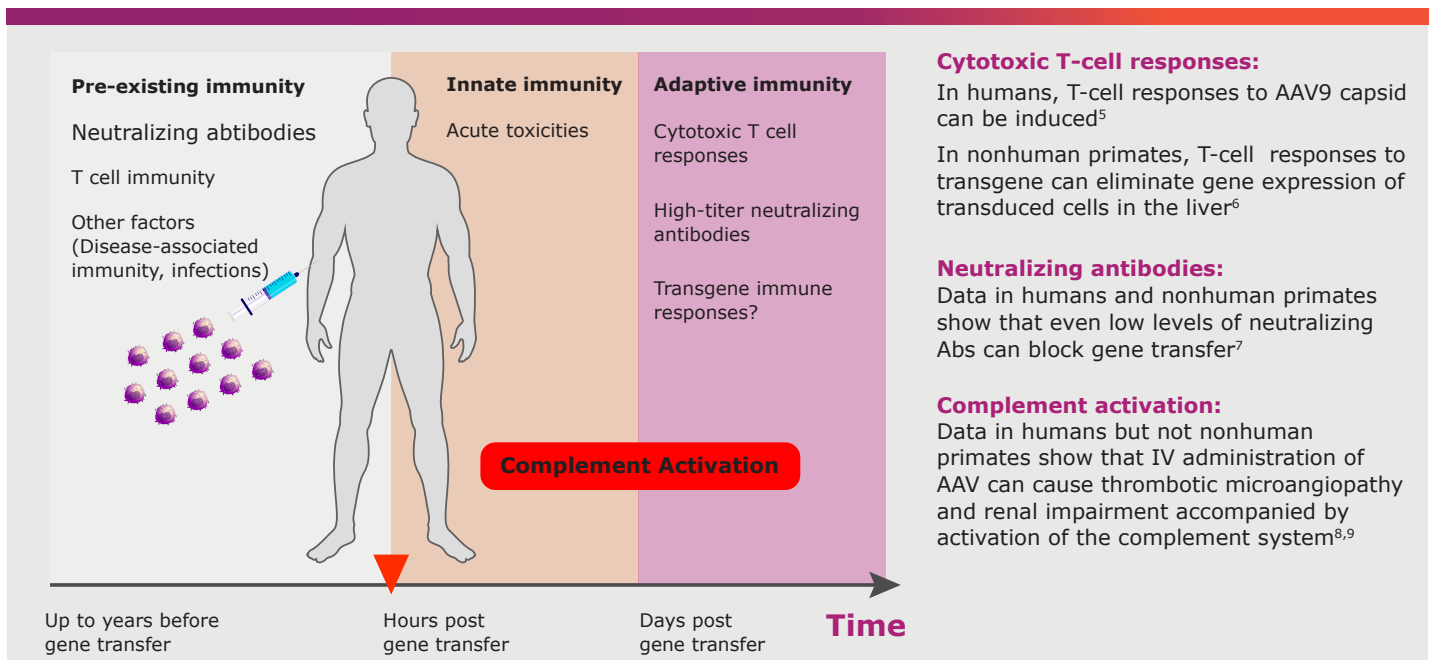 Pre-existing immunity
Neutralizing abtibodies
T cell immunity
Other factors
(Disease-associated
immunity, infections)
Innate immunity
Acute toxicities
Adaptive immunity
Cytotoxic T cell
responses
High-titer neutralizing
antibodies
Transgene immune
responses?
Complement Activation
Up to years before
gene transfer
Hours post
gene transfer
Days post
gene transfer
Time
Cytotoxic T-cell responses:
In humans, T-cell responses to AAV9 capsid
can be induced⁵
In nonhuman primates, T-cell responses to
transgene can eliminate gene expression of
transduced cells in the liver⁶
Neutralizing antibodies:
Data in humans and nonhuman primates
show that even low levels of neutralizing
Abs can block gene transfer⁷
Complement activation:
Data in humans but not nonhuman
primates show that IV administration of
AAV can cause thrombotic microangiopathy
and renal impairment accompanied by
activation of the complement system⁸,⁹